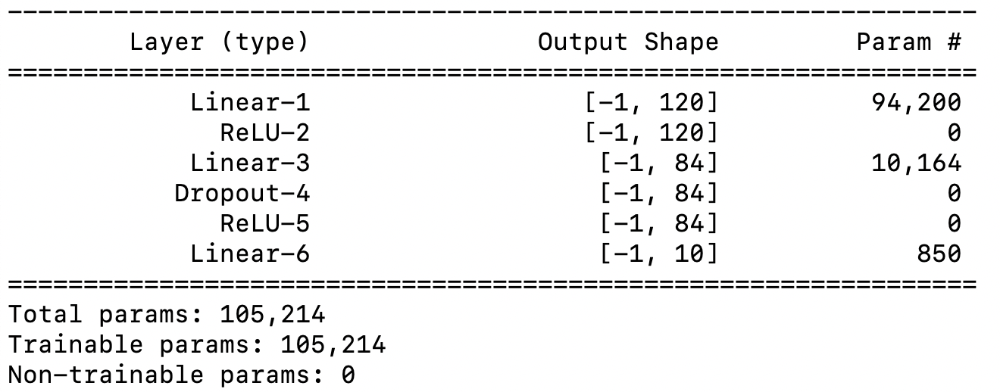 ----------------------------------------------------------------
Layer (type) Output Shape Param #
================================================================
Linear-1 [-1, 120] 94,200
ReLU-2 [-1, 120] 0
Linear-3 [-1, 84] 10,164
Dropout-4 [-1, 84] 0
ReLU-5 [-1, 84] 0
Linear-6 [-1, 10] 850
================================================================
Total params: 105,214
Trainable params: 105,214
Non-trainable params: 0